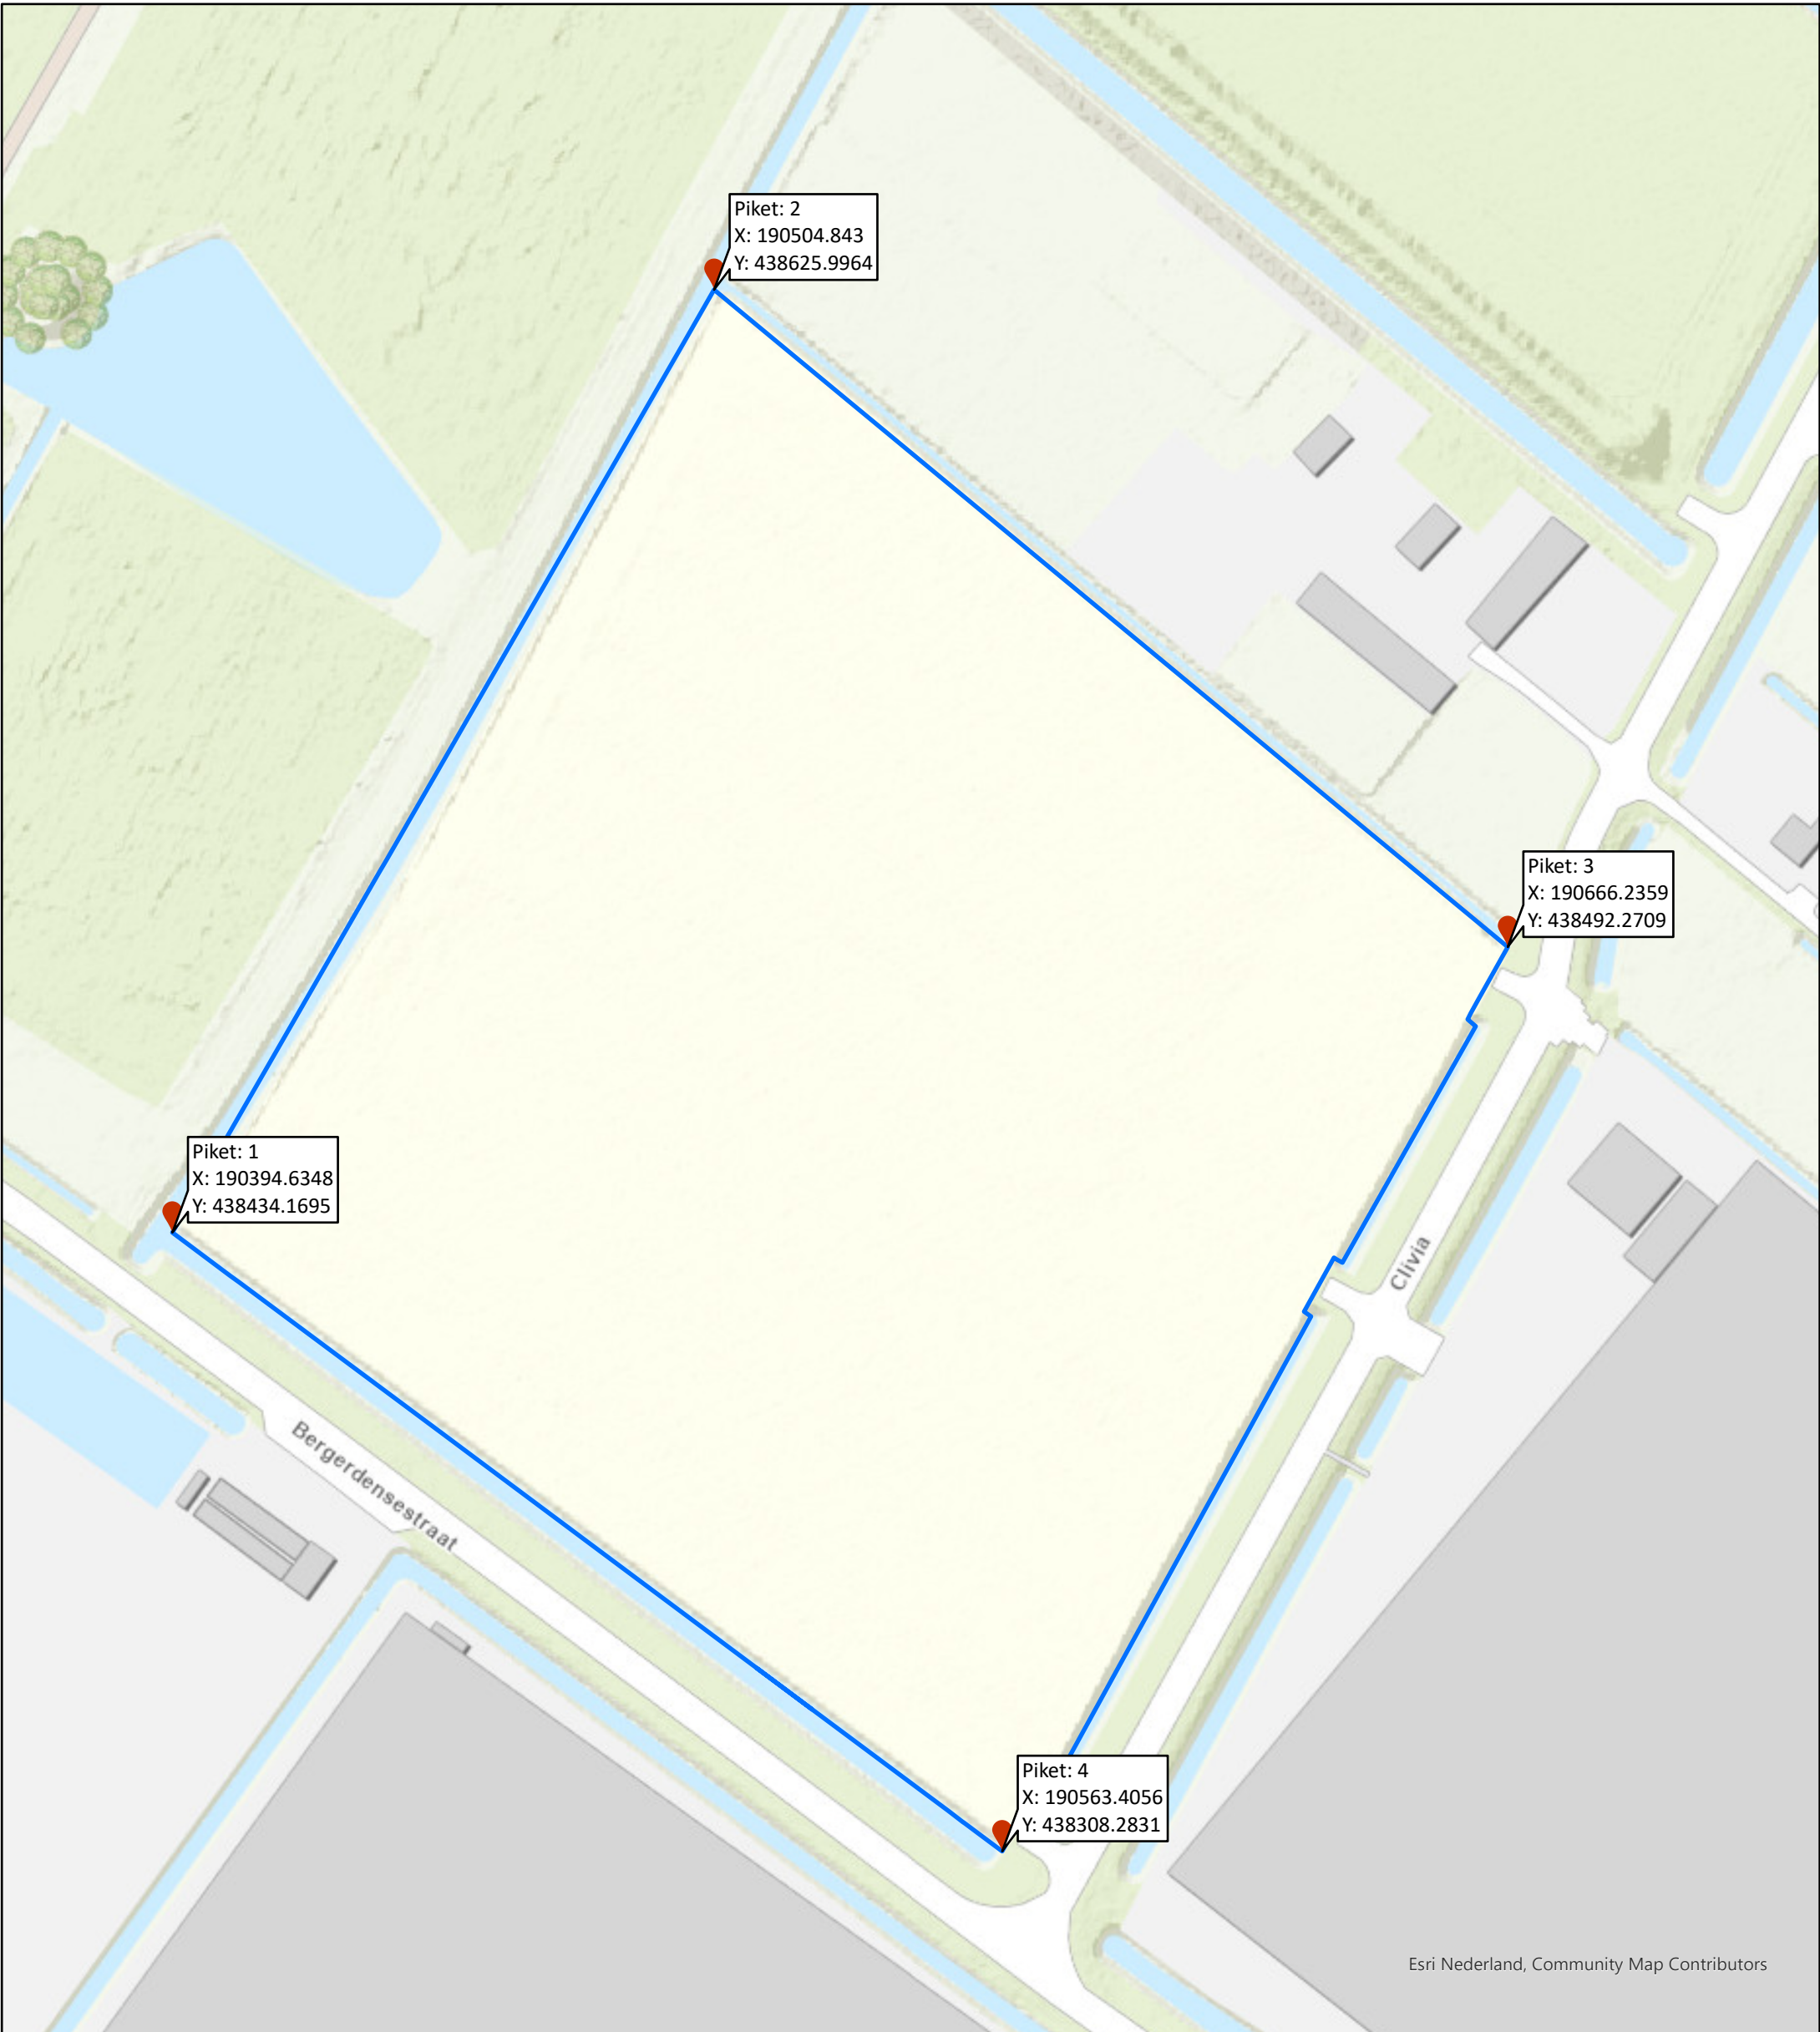 Piket: 2
X: 190504.843
Y: 438625.9964
Piket: 3
X: 190666.2359
Y: 438492.2709
Piket: 1
X: 190394.6348
Y: 438434.1695
Clivia
Bergerdensestraat
Piket: 4
X: 190563.4056
Y: 438308.2831
Esri Nederland, Community Map Contributors